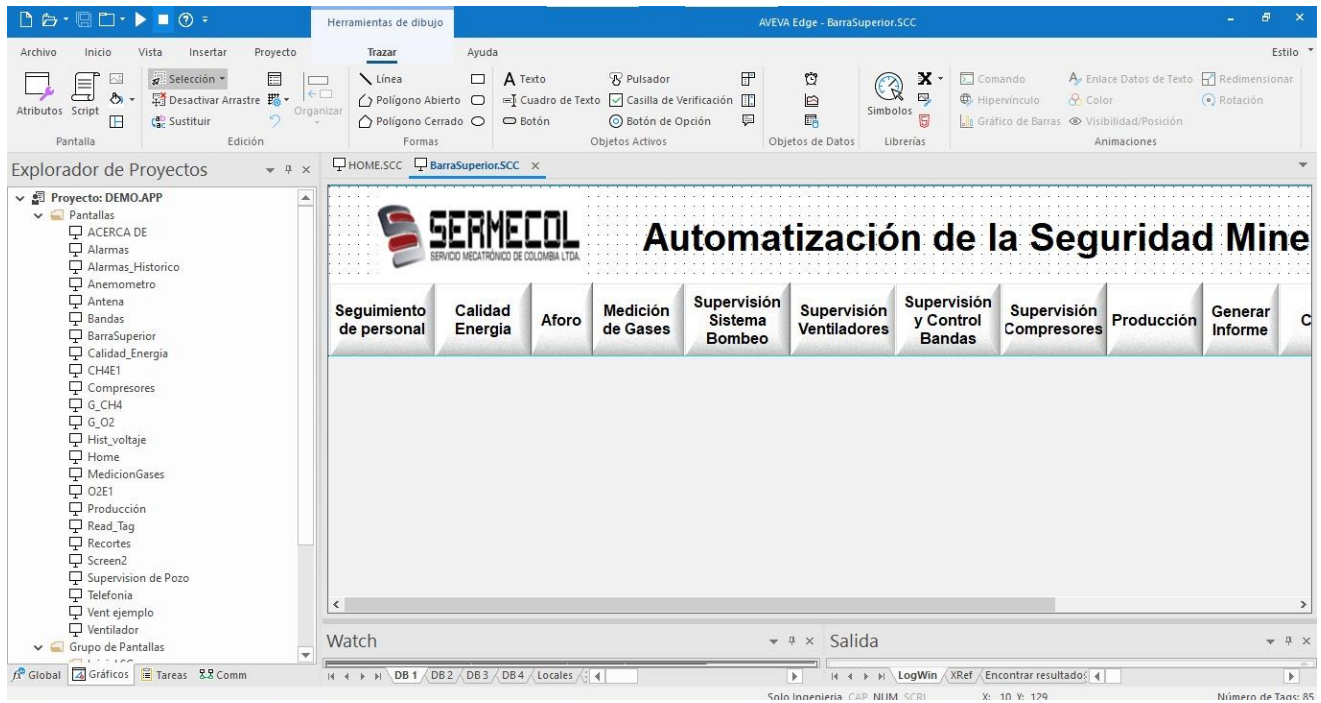 Herramientas de dibujo
AVEVA Edge - BarraSuperior.SCC
Archivo Inicio Vista Insertar Proyecto Trazar Ayuda Estilo
Atributos Script
Selección
Desactivar Arrastre
Sustituir
Organizar
Línea
Polígono Abierto
Polígono Cerrado
Texto
Cuadro de Texto
Botón
Pulsador
Casilla de Verificación
Botón de Opción
Simbolos
Comando
Hipervínculo
Gráfico de Barras
Enlace Datos de Texto
Color
Visibilidad/Posición
Redimensionar
Rotación
Pantalla Edición Formas Objetos Activos Objetos de Datos Librerías Animaciones
Explorador de Proyectos
HOME.SCC BarraSuperior.SCC
Proyecto: DEMO.APP
Pantallas
ACERCA DE
Alarmas
Alarmas_Historico
Anemometro
Antena
Bandas
BarraSuperior
Calidad_Energia
CH4E1
Compresores
G_CH4
G_O2
Hist_voltaje
Home
MedicionGases
O2E1
Producción
Read_Tag
Recortes
Screen2
Supervision de Pozo
Telefonia
Vent ejemplo
Ventilador
Grupo de Pantallas
Global Gráficos Tareas Comm
SERMECOL
SERVICIO MECATRÓNICO DE COLOMBIA LTDA.
Automatización de la Seguridad Mine
Seguimiento
de personal
Calidad
Energia
Aforo
Medición
de Gases
Supervisión
Sistema
Bombeo
Supervisión
Ventiladores
Supervisión
y Control
Bandas
Supervisión
Compresores
Producción
Generar
Informe
C
Watch
DB 1 DB 2 DB 3 DB 4 Locales
Salida
LogWin XRef Encontrar resultados
Solo Ingenieria CAP NUM SCRL X: 10 Y: 129 Número de Tags: 85